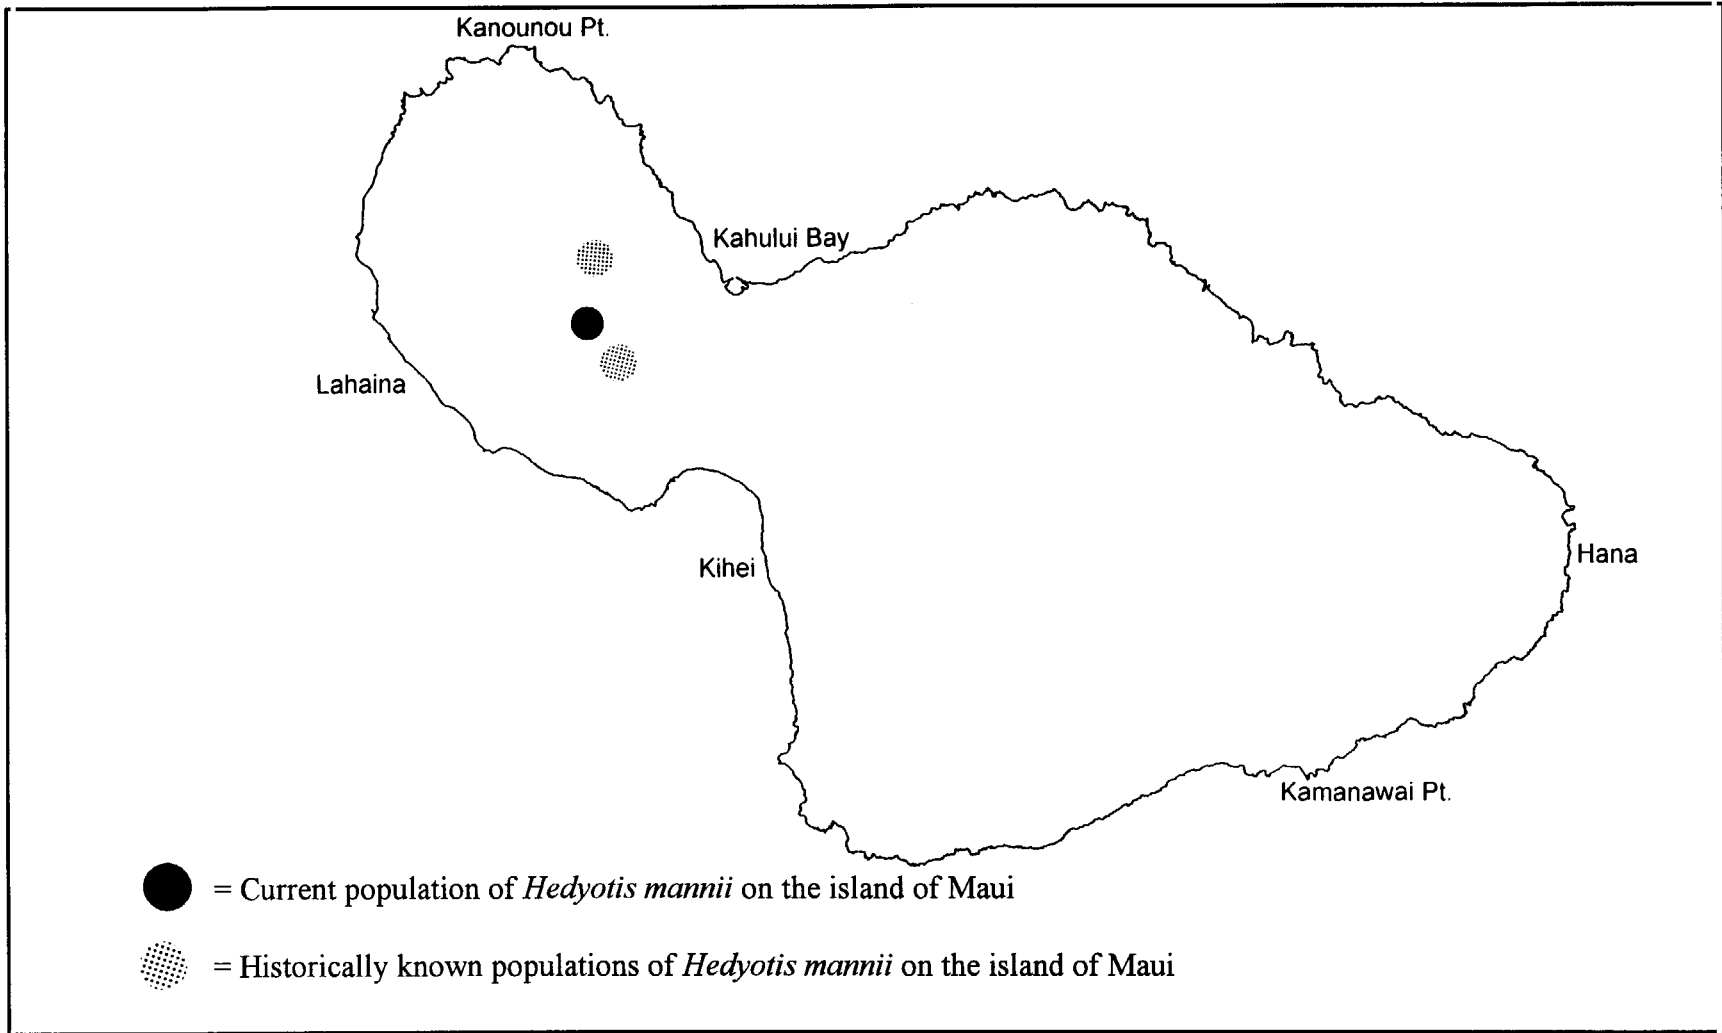 Kanounou Pt.
Kahului Bay
Lahaina
Hana
Kihei
Kamanawai Pt.
= Current population of Hedyotis mannii on the island of Maui
= Historically known populations of Hedyotis mannii on the island of Maui